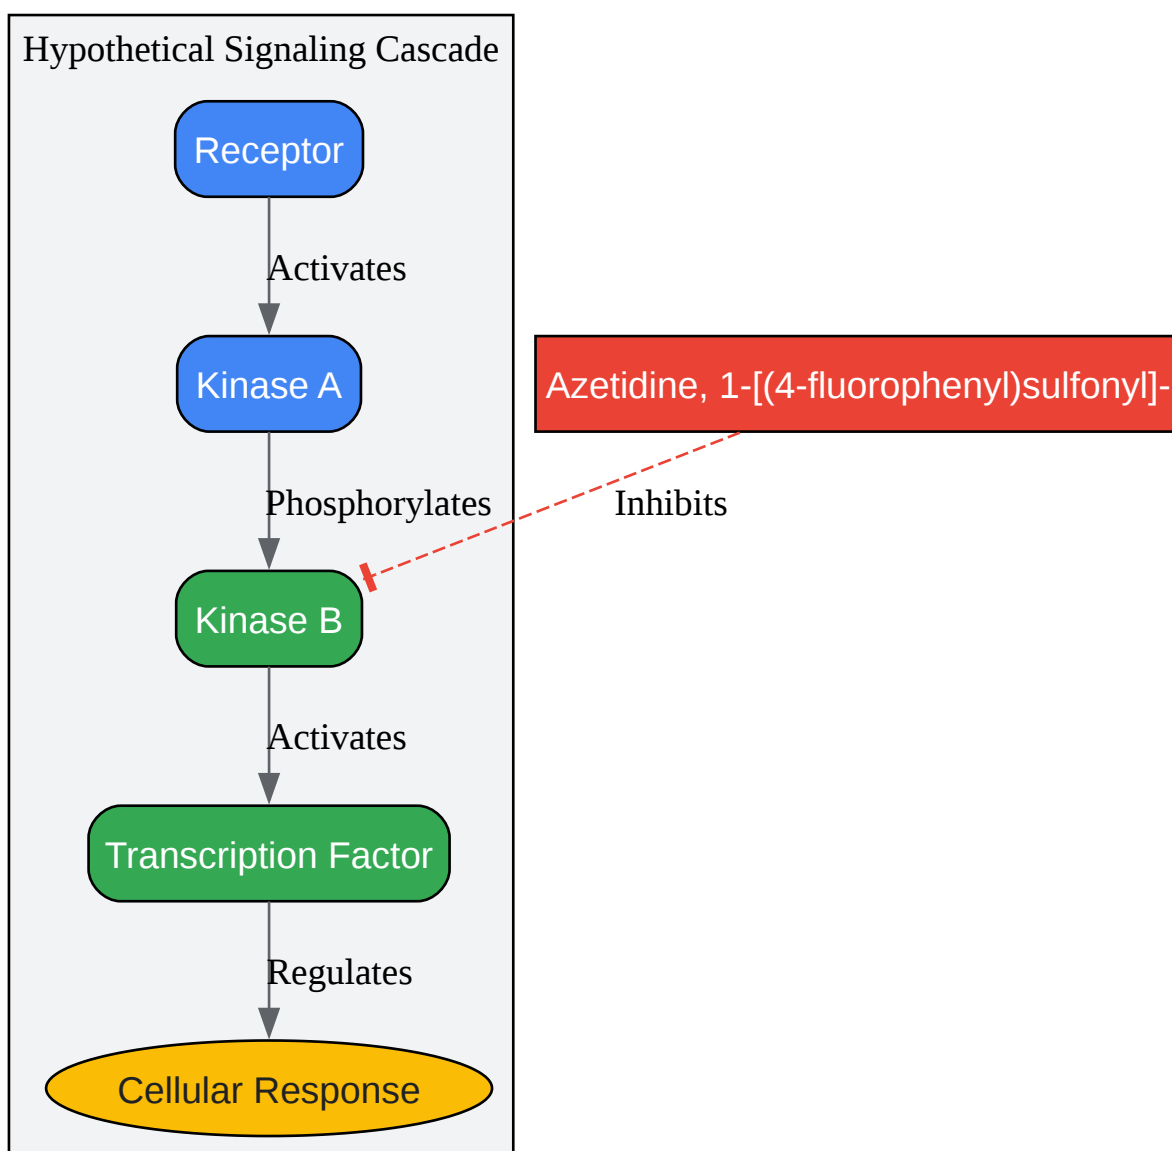 Hypothetical Signaling Cascade
Receptor
Activates
Kinase A
Azetidine, 1-[(4-fluorophenyl)sulfonyl]-
Phosphorylates
Inhibits
Kinase B
Activates
Transcription Factor
Regulates
Cellular Response